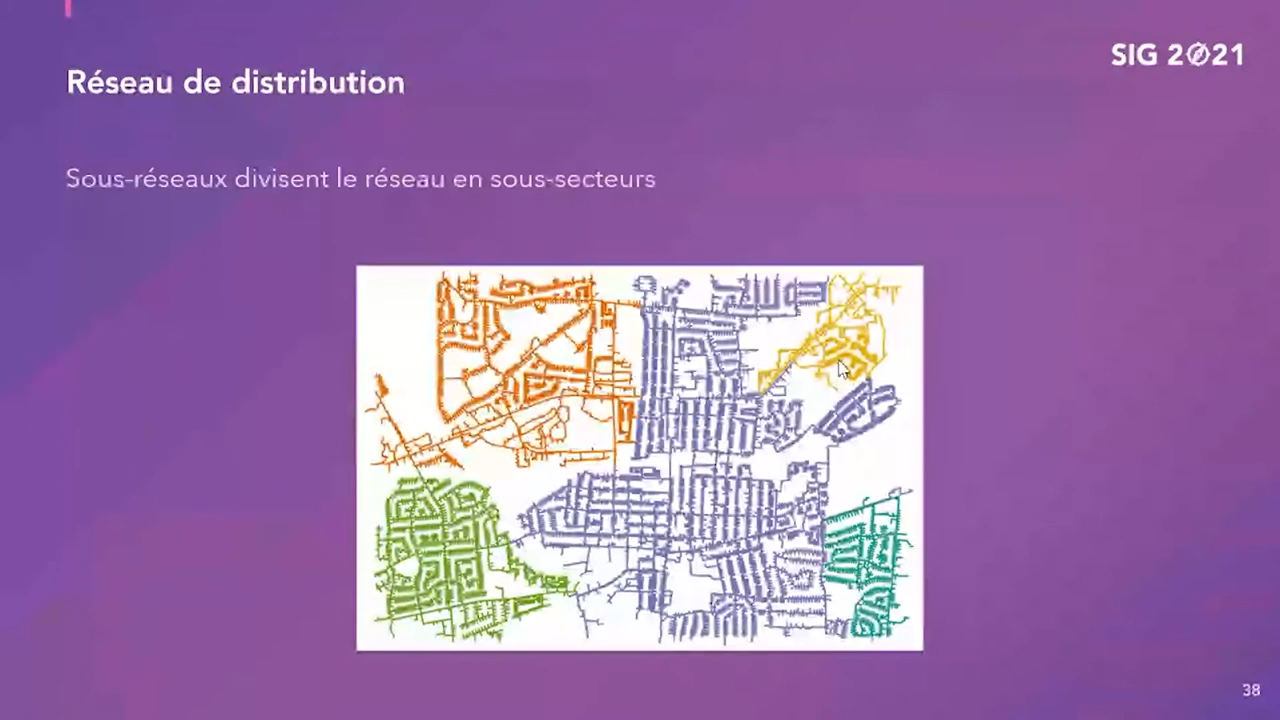 SIG 2021
Réseau de distribution
Sous-réseaux divisent le réseau en sous-secteurs
38